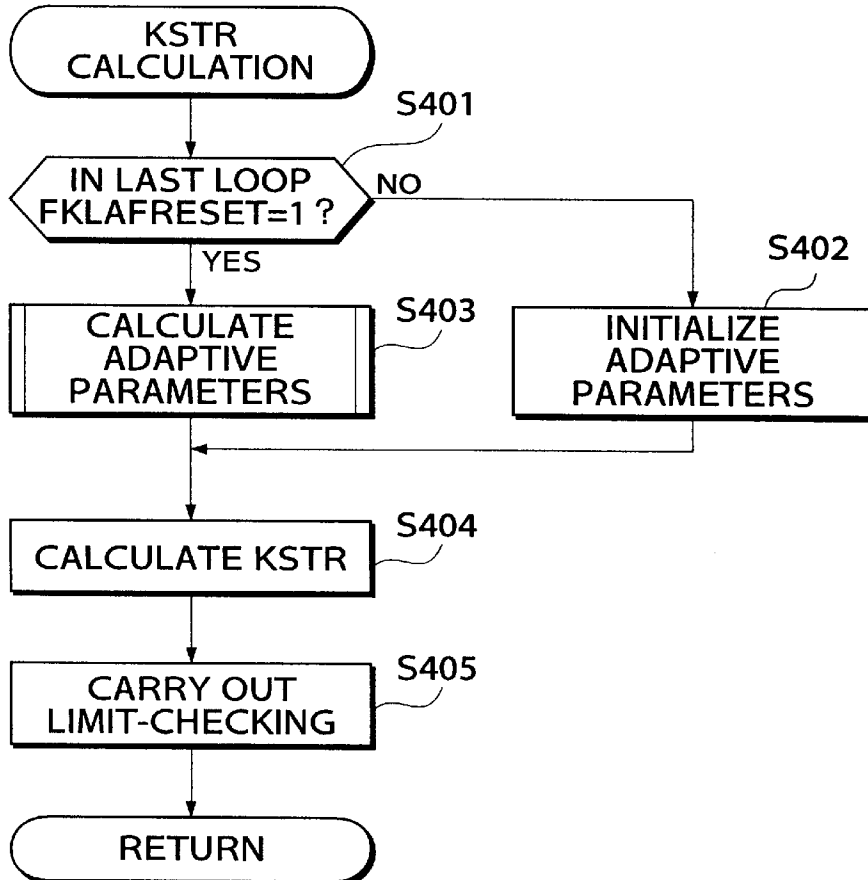 KSTR
CALCULATION
S401
IN LAST LOOP
FKLAFRESET=1 ?
NO
YES
S402
S403
CALCULATE
ADAPTIVE
PARAMETERS
INITIALIZE
ADAPTIVE
PARAMETERS
S404
CALCULATE KSTR
S405
CARRY OUT
LIMIT-CHECKING
RETURN